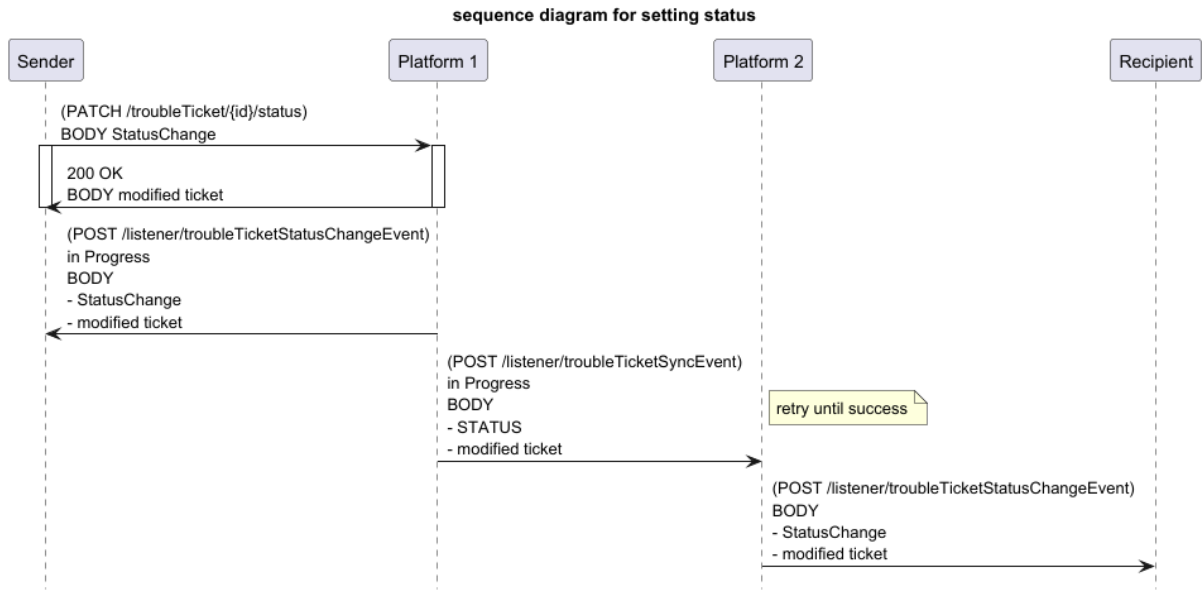 sequence diagram for setting status
Sender
Platform 1
Platform 2
Recipient
(PATCH /troubleTicket/{id}/status)
BODY StatusChange
200 OK
BODY modified ticket
(POST /listener/troubleTicketStatusChangeEvent)
in Progress
BODY
- StatusChange
- modified ticket
(POST /listener/troubleTicketSyncEvent)
in Progress
BODY
- STATUS
- modified ticket
retry until success
(POST /listener/troubleTicketStatusChangeEvent)
BODY
- StatusChange
- modified ticket